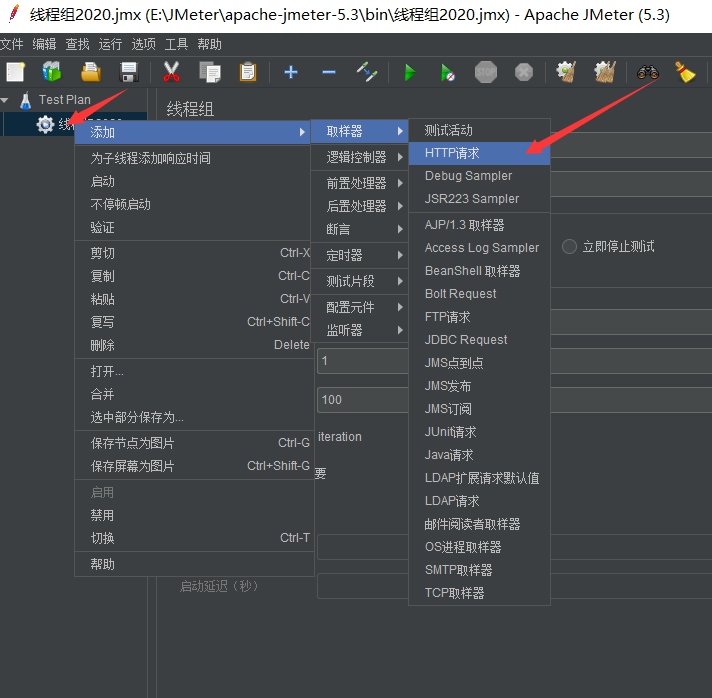 线程组2020.jmx (E:\JMeter\apache-jmeter-5.3\bin\线程组2020.jmx) - Apache JMeter (5.3)
文件 编辑 查找 运行 选项 工具 帮助
STOP
Test Plan
线程组
添加
为子线程添加响应时间
启动
不停顿启动
验证
剪切 Ctrl-X
复制 Ctrl-C
粘贴 Ctrl-V
复写 Ctrl+Shift-C
删除 Delete
打开...
合并
选中部分保存为...
保存节点为图片 Ctrl-G
保存屏幕为图片 Ctrl+Shift-G
启用
禁用
切换 Ctrl-T
帮助
取样器
逻辑控制器
前置处理器
后置处理器
断言
定时器
测试片段
配置元件
监听器
测试活动
HTTP请求
Debug Sampler
JSR223 Sampler
AJP/1.3 取样器
Access Log Sampler
BeanShell 取样器
Bolt Request
FTP请求
JDBC Request
JMS点到点
JMS发布
JMS订阅
JUnit请求
Java请求
LDAP扩展请求默认值
LDAP请求
邮件阅读者取样器
OS进程取样器
SMTP取样器
TCP取样器
立即停止测试
1
100
iteration
要
启动延迟（秒）